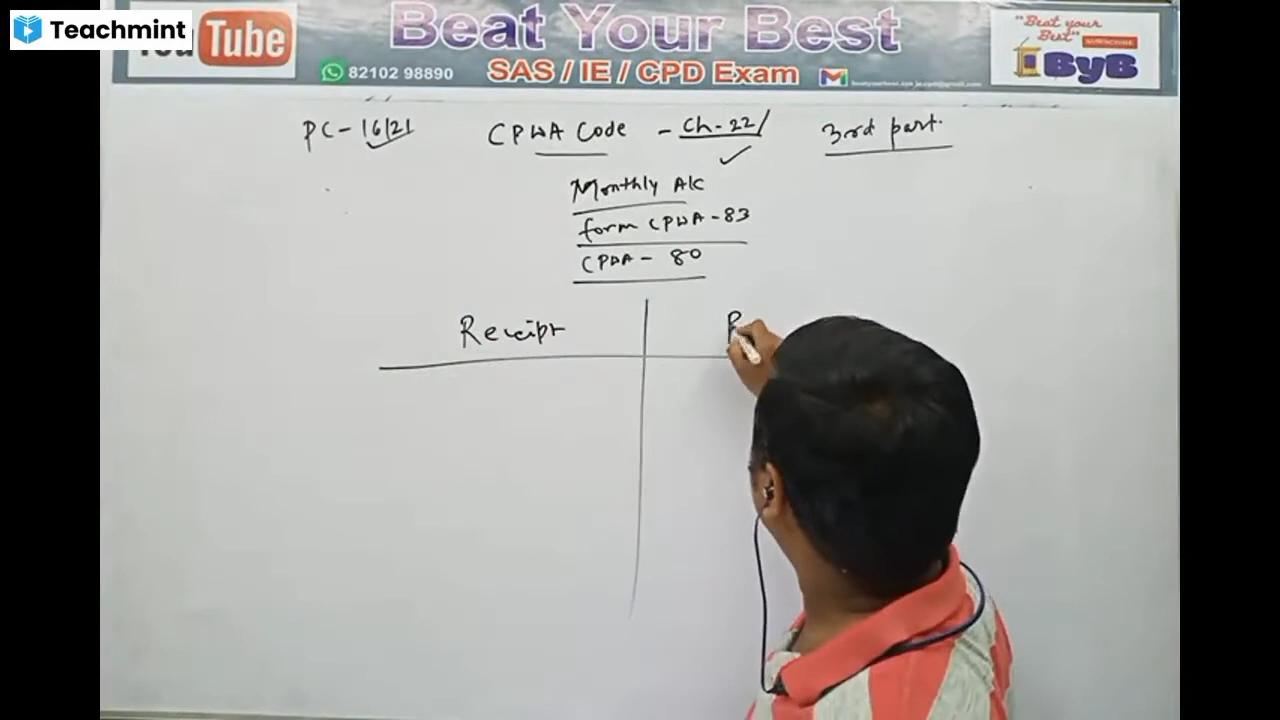 Teachmint
YouTube
Beat Your Best
SAS / IE / CPD Exam
82102 98890
"Beat your Best"
SUBSCRIBE
ByB
PC - 16/21 CPWA Code - Ch-22/ 3rd part.
Monthly A/C
form CPWA - 83
CPWA - 80
Receipt P